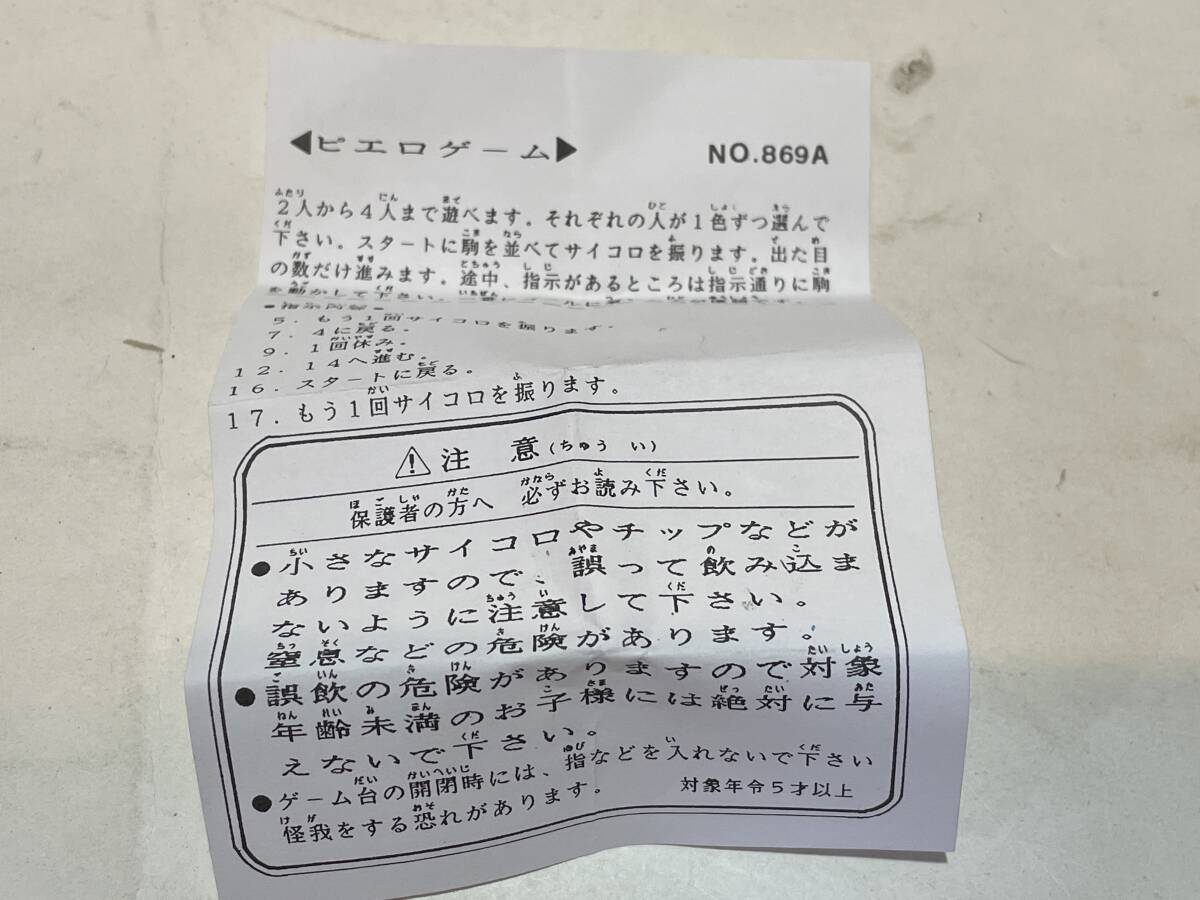 ◀ピエロゲーム▶ NO.869A
2人から4人まで遊べます。それぞれの人が1色ずつ選んで
下さい。スタートに駒を並べてサイコロを振ります。出た目
の数だけ進みます。途中、指示があるところは指示通りに駒
を動かして下さい。
5．もう1回サイコロを振ります。
7．4に戻る。
9．1回休み。
12．14へ進む。
16．スタートに戻る。
17．もう1回サイコロを振ります。
⚠注 意(ちゅう い)
保護者の方へ 必ずお読み下さい。
●小さなサイコロやチップなどが
ありますので、誤って飲み込ま
ないように注意して下さい。
窒息などの危険があります。
●誤飲の危険がありますので対象
年齢未満のお子様には絶対に与
えないで下さい。
●ゲーム台の開閉時には、指などを入れないで下さい
怪我をする恐れがあります。 対象年令5才以上